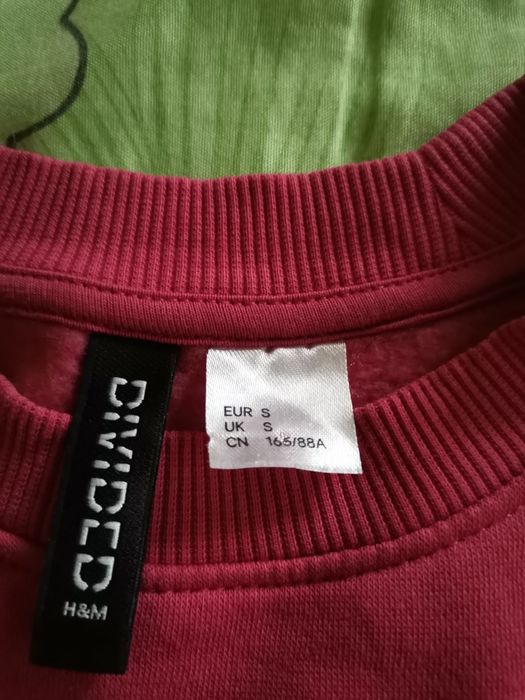 DIVIDED
H&M
EUR S
UK S
CN 165/88A